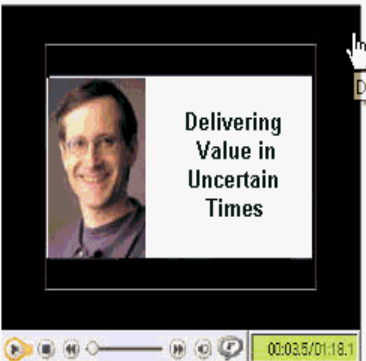 Delivering
Value in
Uncertain
Times
D
00:03.5/01:18.1